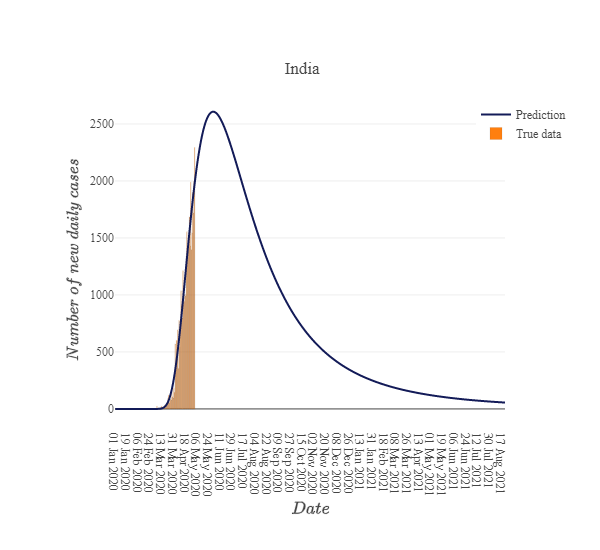 India
Prediction
True data
Number of new daily cases
2500
2000
1500
1000
500
0
01 Jan 2020
19 Jan 2020
06 Feb 2020
24 Feb 2020
13 Mar 2020
31 Mar 2020
18 Apr 2020
06 May 2020
24 May 2020
11 Jun 2020
29 Jun 2020
17 Jul 2020
04 Aug 2020
22 Aug 2020
09 Sep 2020
27 Sep 2020
15 Oct 2020
02 Nov 2020
20 Nov 2020
08 Dec 2020
26 Dec 2020
13 Jan 2021
31 Jan 2021
18 Feb 2021
08 Mar 2021
26 Mar 2021
13 Apr 2021
01 May 2021
19 May 2021
06 Jun 2021
24 Jun 2021
12 Jul 2021
30 Jul 2021
17 Aug 2021
Date